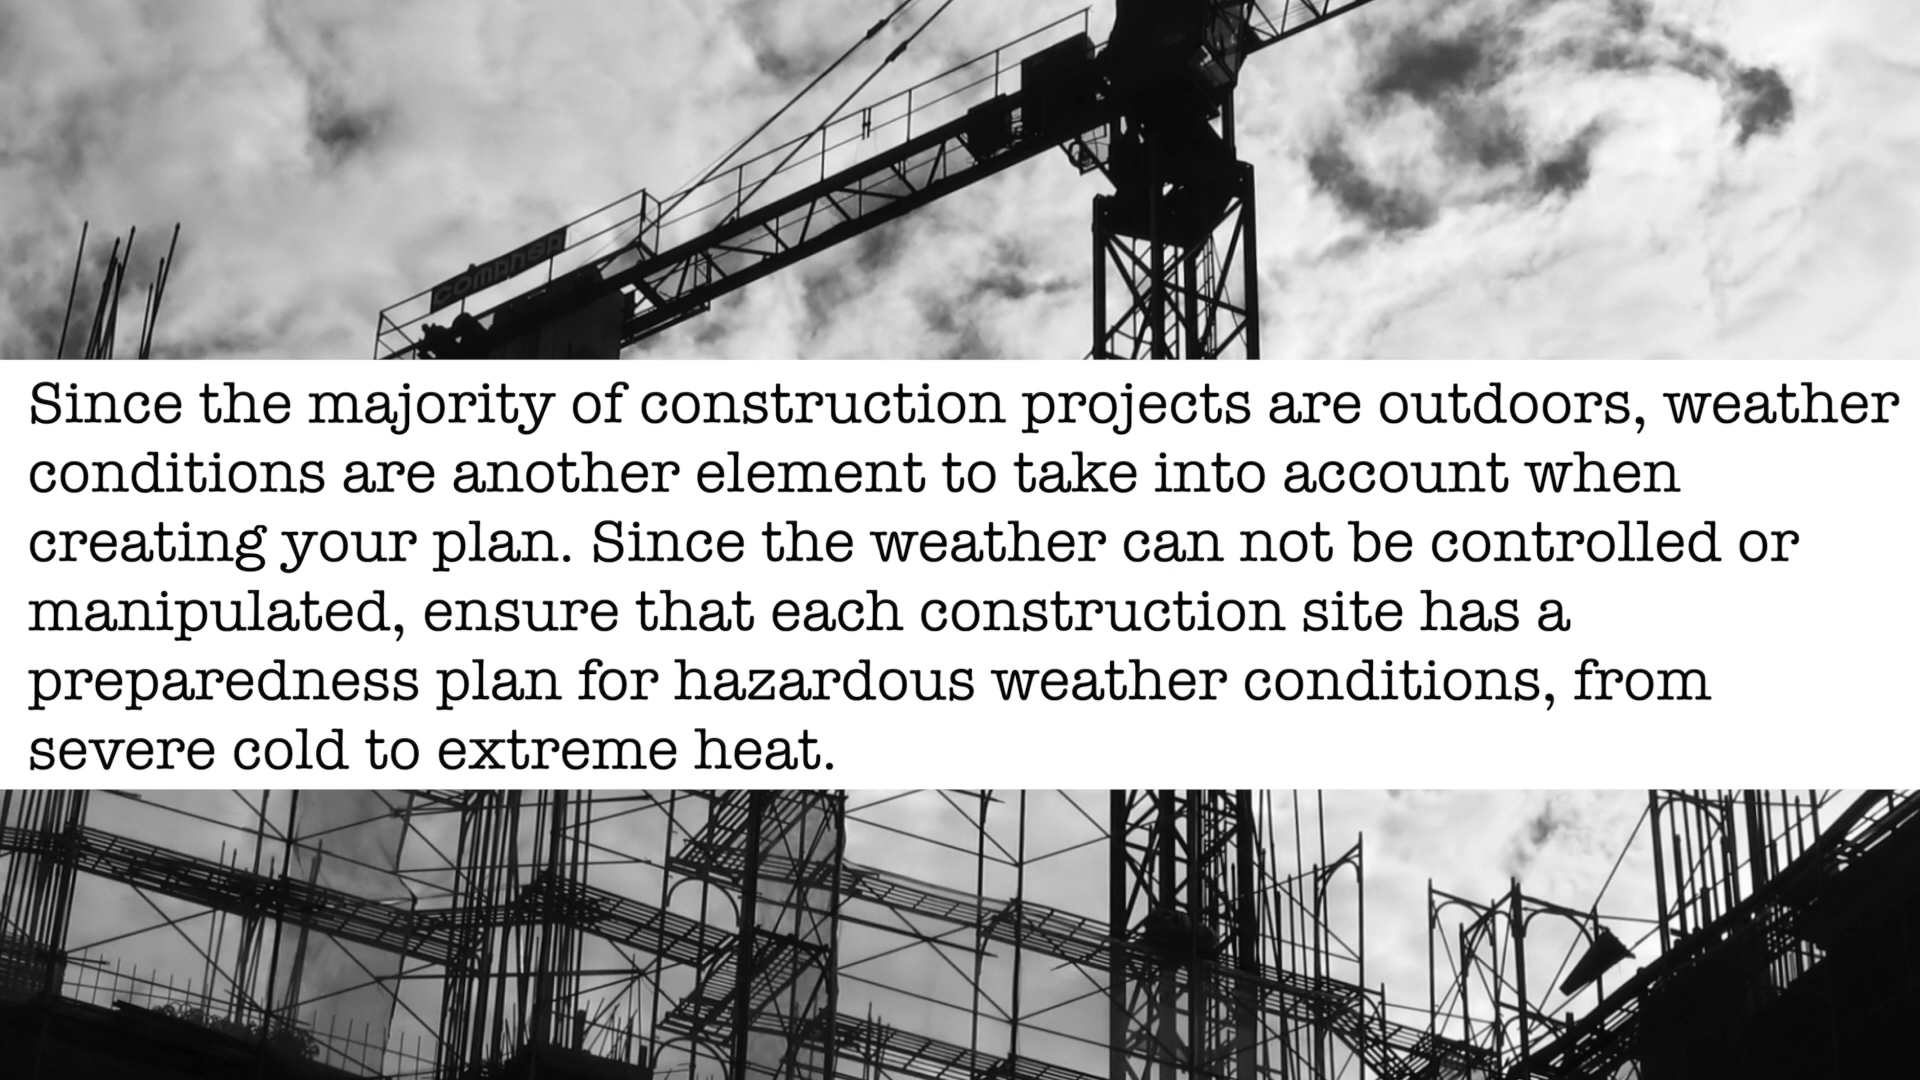 comansa
Since the majority of construction projects are outdoors, weather
conditions are another element to take into account when
creating your plan. Since the weather can not be controlled or
manipulated, ensure that each construction site has a
preparedness plan for hazardous weather conditions, from
severe cold to extreme heat.